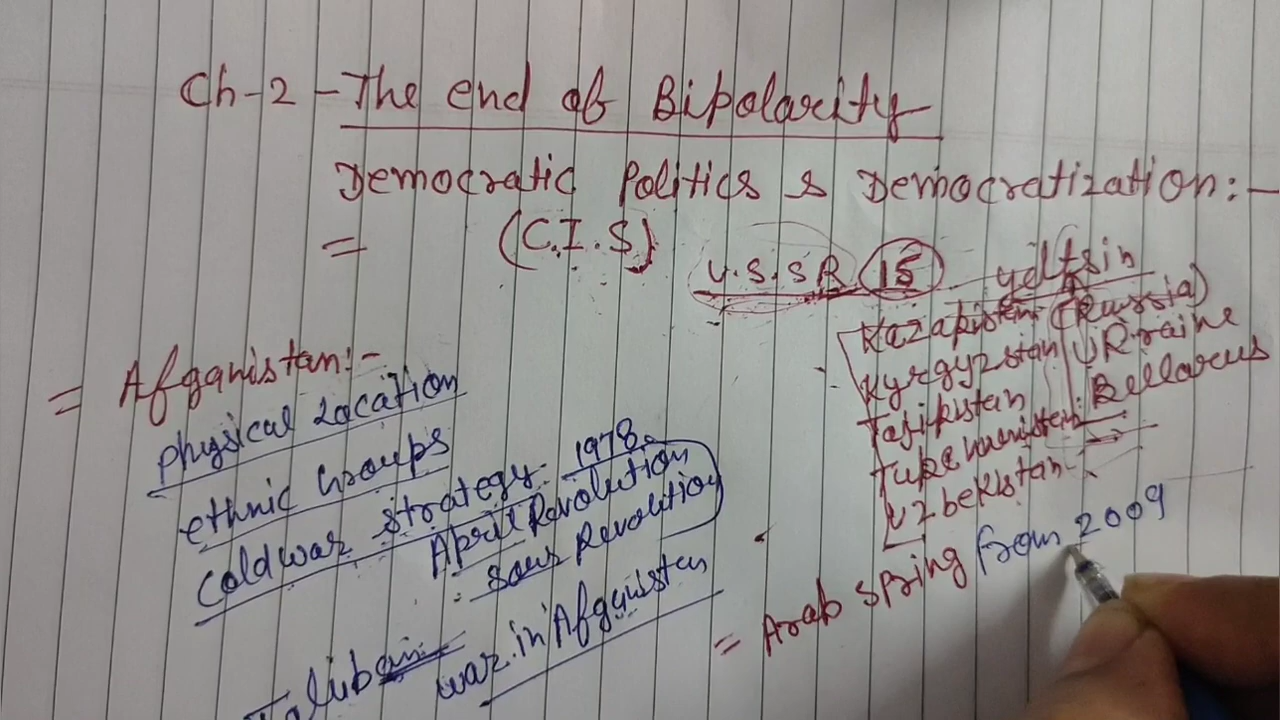 Ch-2 - The end of Bipolarity
Democratic Politics & Democratization:-
= (C.I.S)
U.S.S.R 15 yeltsin
(Russia)
Kazakistan
Kyrgyzstan
Tajikistan
Turkmenistan
Uzbekistan
UKraine
Bellarus
= Afganistan:-
Physical Location
ethnic Groups
coldwar strategy 1978
April Revolution
Saur Revolution
war in Afganistan
Taliban
= Arab spring from 2009